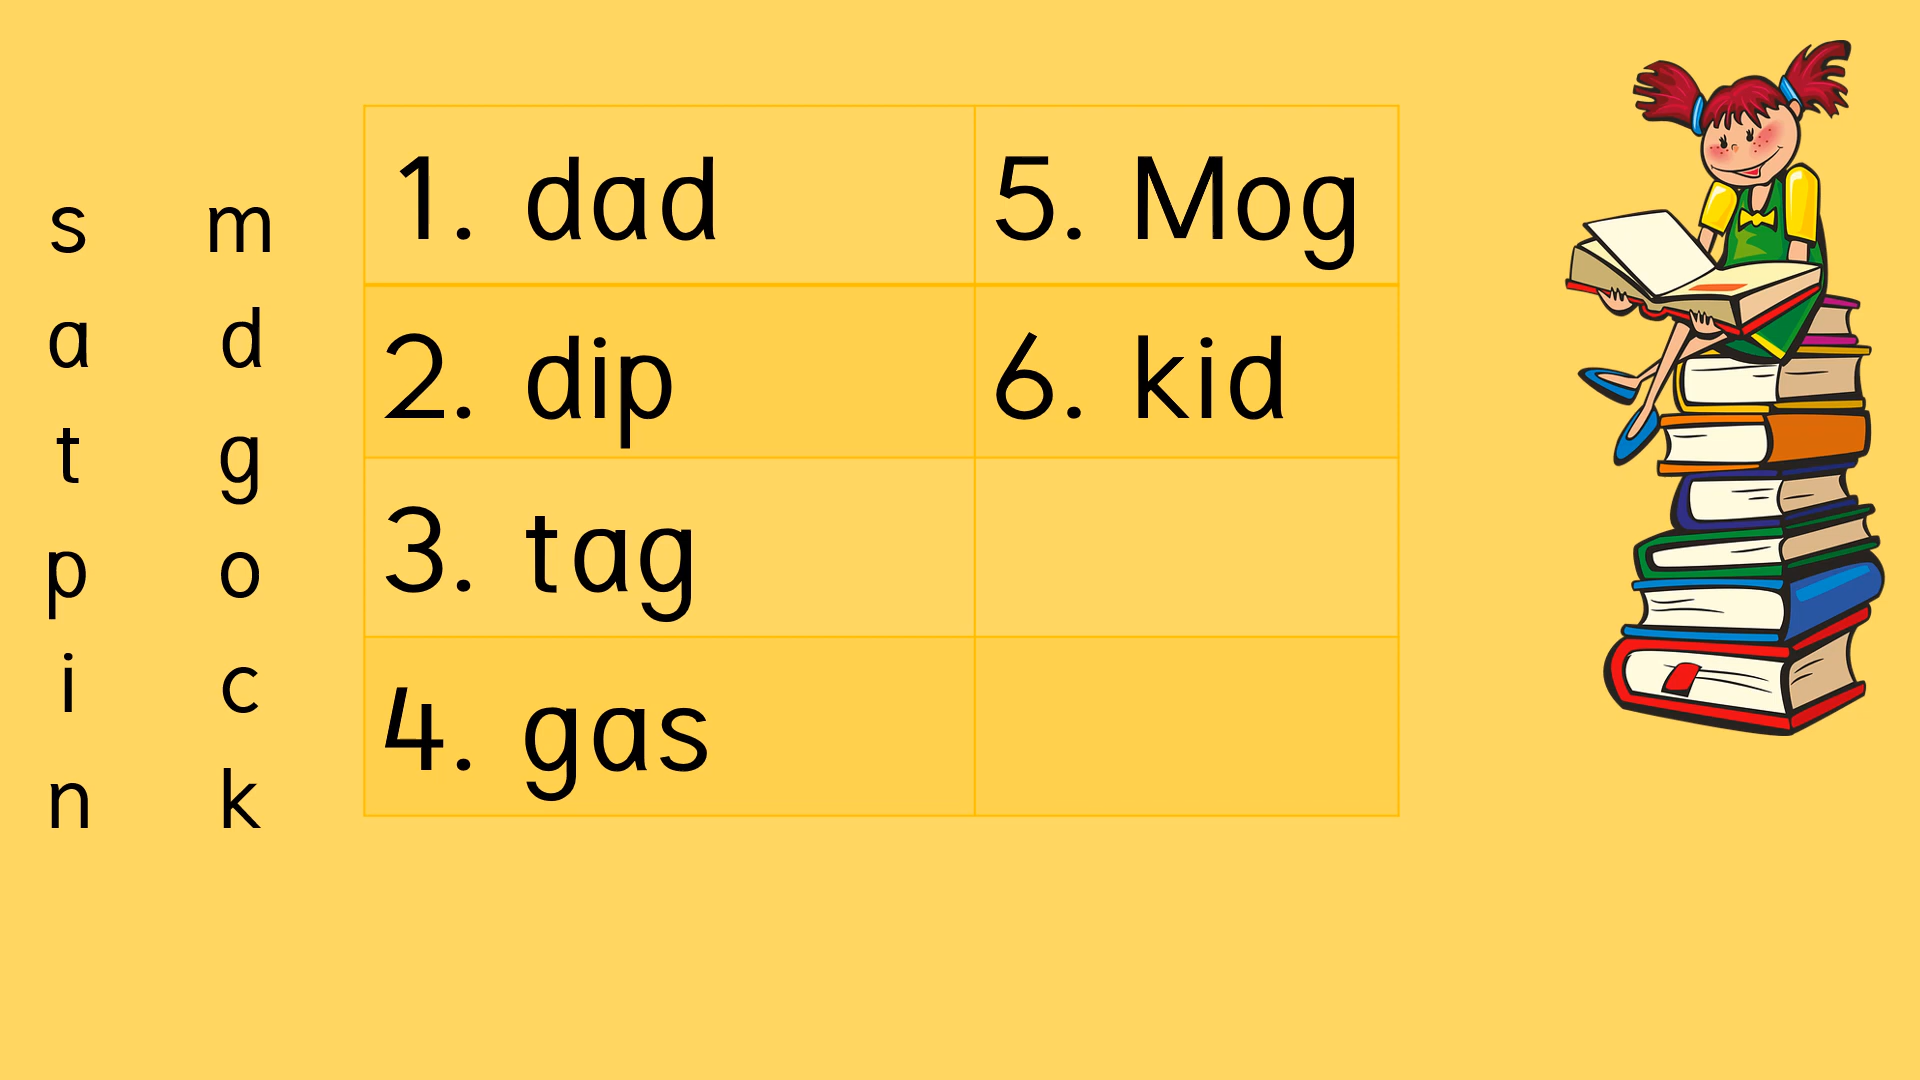 s
a
t
p
i
n
m
d
g
o
c
k
1. dad
2. dip
3. tag
4. gas
5. Mog
6. kid